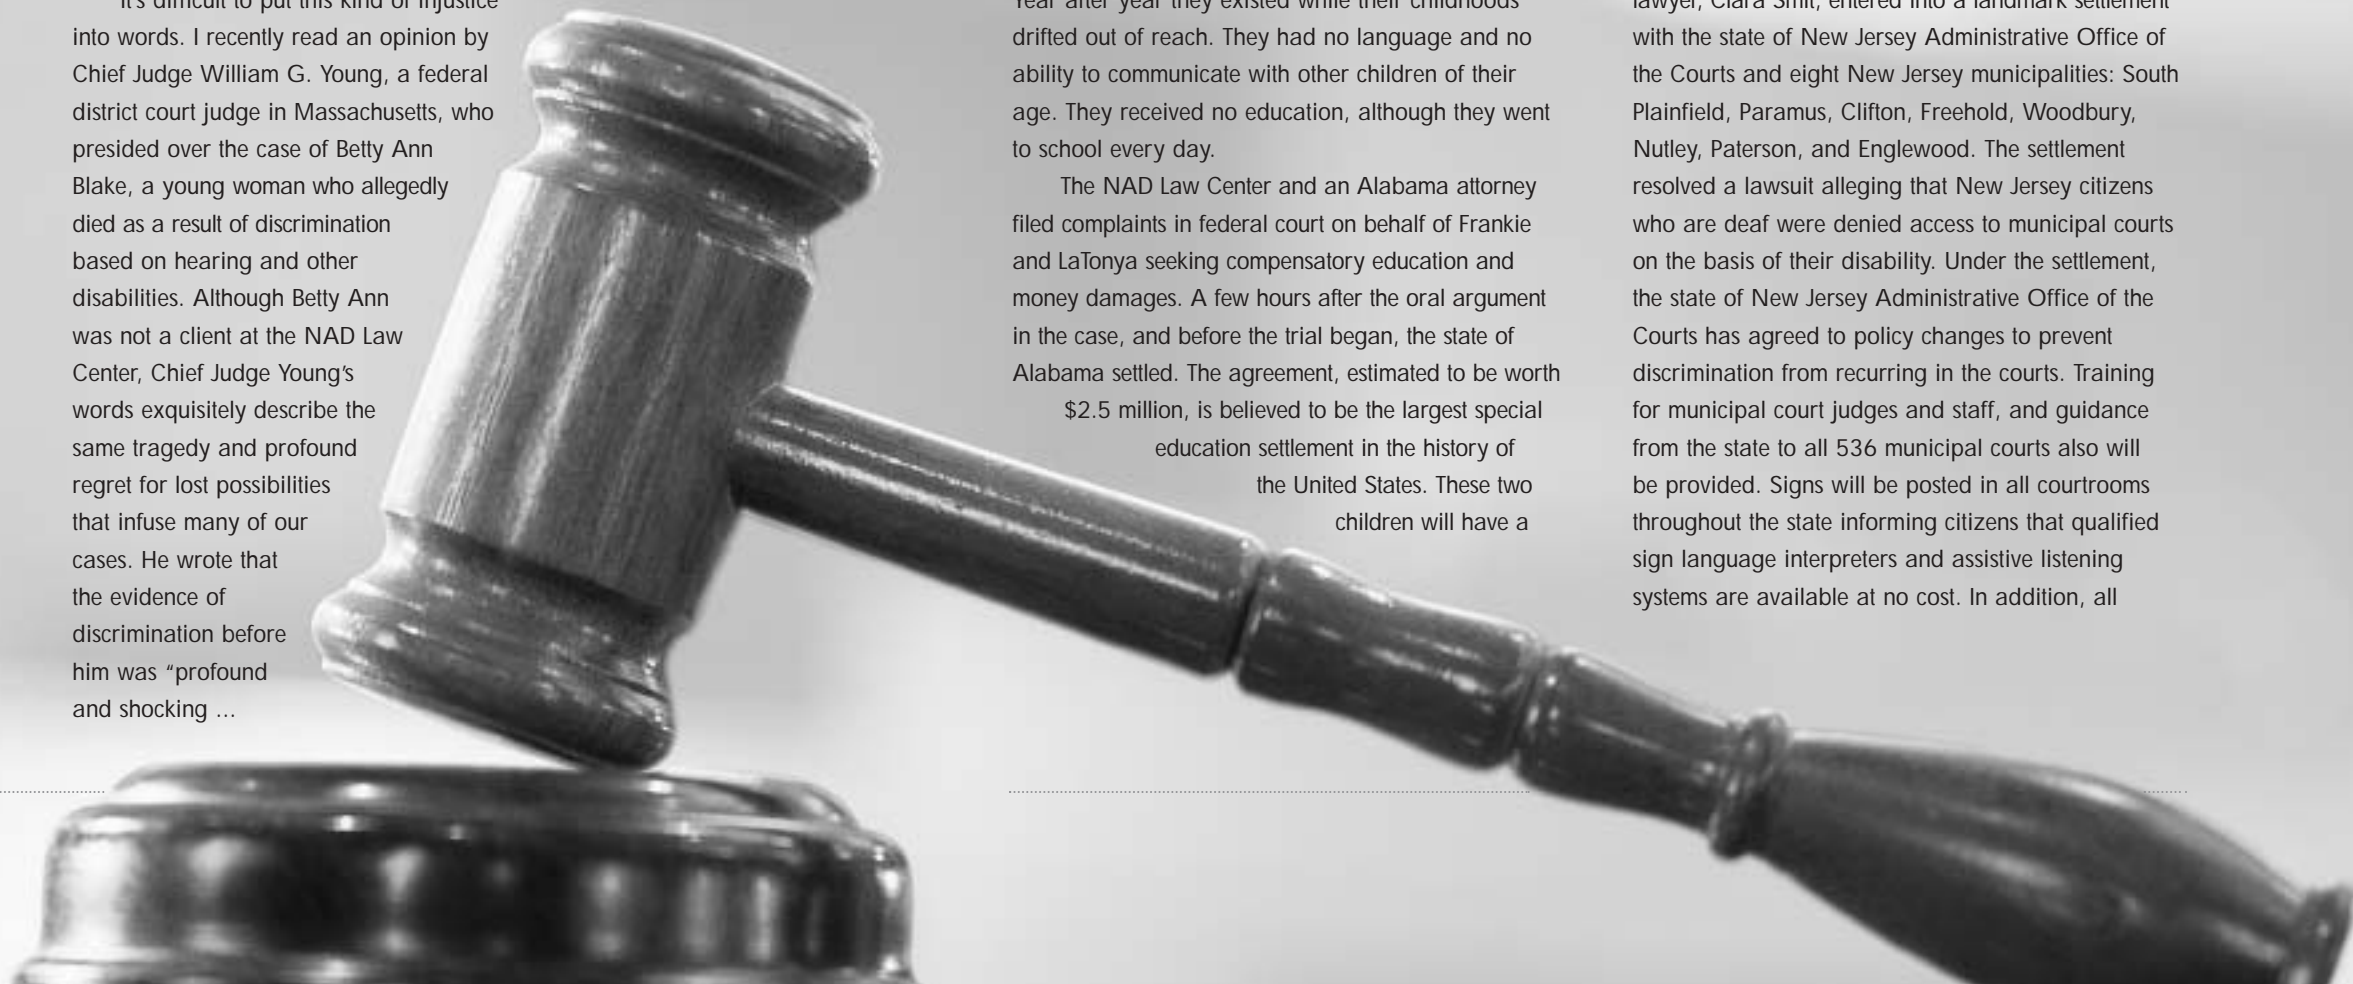 It's difficult to put this kind of injustice
into words. I recently read an opinion by
Chief Judge William G. Young, a federal
district court judge in Massachusetts, who
presided over the case of Betty Ann
Blake, a young woman who allegedly
died as a result of discrimination
based on hearing and other
disabilities. Although Betty Ann
was not a client at the NAD Law
Center, Chief Judge Young's
words exquisitely describe the
same tragedy and profound
regret for lost possibilities
that infuse many of our
cases. He wrote that
the evidence of
discrimination before
him was “profound
and shocking ...
Year after year they existed while their childhoods
drifted out of reach. They had no language and no
ability to communicate with other children of their
age. They received no education, although they went
to school every day.
The NAD Law Center and an Alabama attorney
filed complaints in federal court on behalf of Frankie
and LaTonya seeking compensatory education and
money damages. A few hours after the oral argument
in the case, and before the trial began, the state of
Alabama settled. The agreement, estimated to be worth
$2.5 million, is believed to be the largest special
education settlement in the history of
the United States. These two
children will have a
lawyer, Clara Smit, entered into a landmark settlement
with the state of New Jersey Administrative Office of
the Courts and eight New Jersey municipalities: South
Plainfield, Paramus, Clifton, Freehold, Woodbury,
Nutley, Paterson, and Englewood. The settlement
resolved a lawsuit alleging that New Jersey citizens
who are deaf were denied access to municipal courts
on the basis of their disability. Under the settlement,
the state of New Jersey Administrative Office of the
Courts has agreed to policy changes to prevent
discrimination from recurring in the courts. Training
for municipal court judges and staff, and guidance
from the state to all 536 municipal courts also will
be provided. Signs will be posted in all courtrooms
throughout the state informing citizens that qualified
sign language interpreters and assistive listening
systems are available at no cost. In addition, all